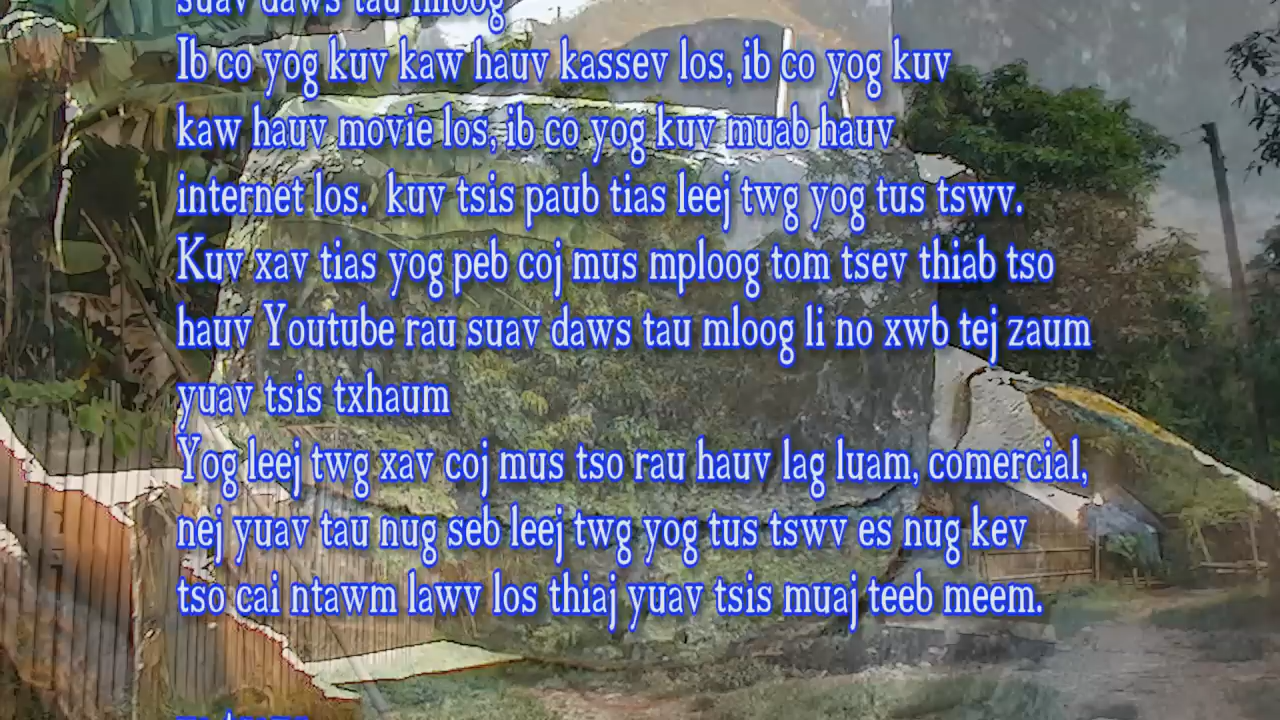 suav daws tau mloog
Ib co yog kuv kaw hauv kassev los, ib co yog kuv
kaw hauv movie los, ib co yog kuv muab hauv
internet los. kuv tsis paub tias leej twg yog tus tswv.
Kuv xav tias yog peb coj mus mploog tom tsev thiab tso
hauv Youtube rau suav daws tau mloog li no xwb tej zaum
yuav tsis txhaum
Yog leej twg xav coj mus tso rau hauv lag luam, comercial,
nej yuav tau nug seb leej twg yog tus tswv es nug kev
tso cai ntawm lawv los thiaj yuav tsis muaj teeb meem.